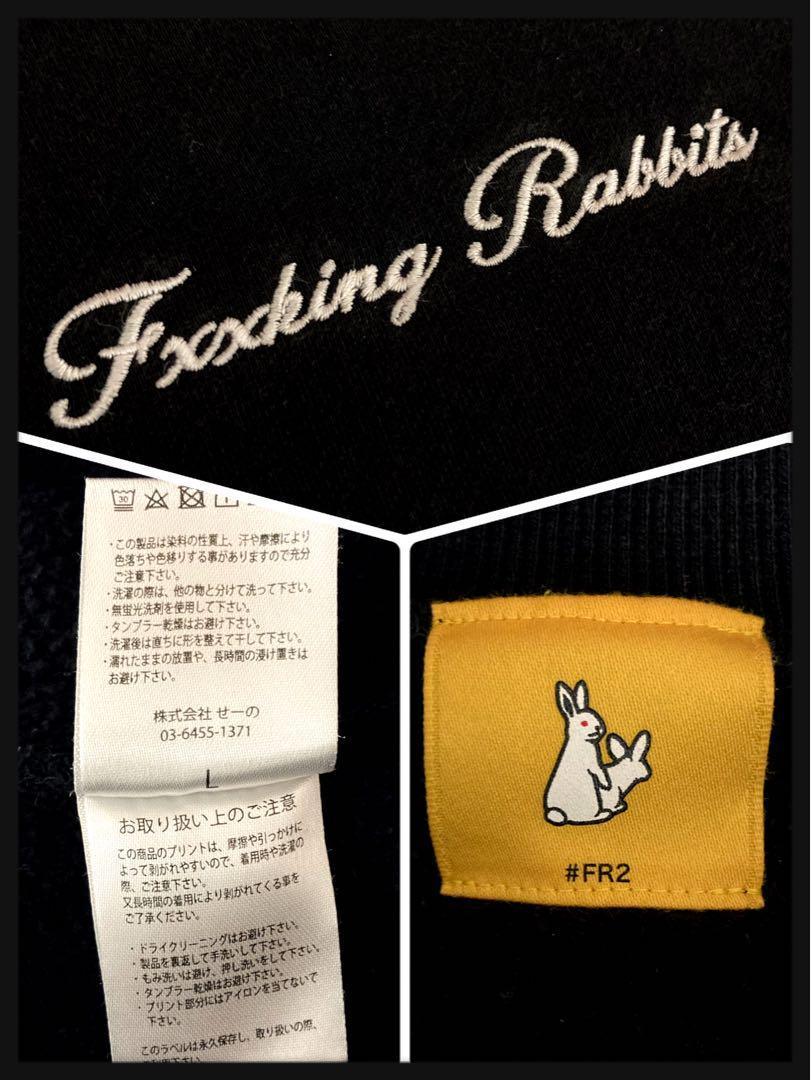 Fxxcking Rabbits
30
・この製品は染料の性質上、汗や摩擦により
色落ちや色移りする事がありますので充分
ご注意下さい。
・洗濯の際は、他の物と分けて洗って下さい。
・無蛍光洗剤を使用して下さい。
・タンブラー乾燥はお避け下さい。
・洗濯後は直ちに形を整えて干して下さい。
・濡れたままの放置や、長時間の浸け置きは
お避け下さい。
株式会社 せーの
03-6455-1371
L
お取り扱い上のご注意
この商品のプリントは、摩擦や引っかけに
よって剥がれやすいので、着用時や洗濯の
際、ご注意下さい。
又長時間の着用により剥がれてくる事を
ご了承ください。
・ドライクリーニングはお避け下さい。
・製品を裏返して手洗いして下さい。
・もみ洗いは避け、押し洗いをして下さい。
・タンブラー乾燥はお避け下さい。
・プリント部分にはアイロンを当てないで
下さい。
このラベルは永久保存し、取り扱いの際、
#FR2